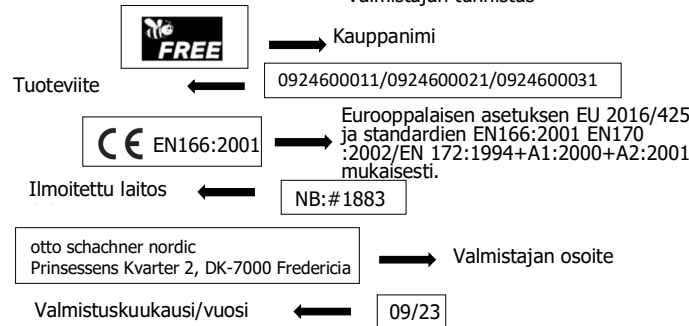 Valmistajan tunnistus
FREE
Kauppanimi
Tuoteviite
0924600011/0924600021/0924600031
CE EN166:2001
Eurooppalaisen asetuksen EU 2016/425
ja standardien EN166:2001 EN170
:2002/EN 172:1994+A1:2000+A2:2001
mukaisesti.
Ilmoitettu laitos
NB:#1883
otto schachner nordic
Prinsessens Kvarter 2, DK-7000 Fredericia
Valmistajan osoite
Valmistuskuukausi/vuosi
09/23